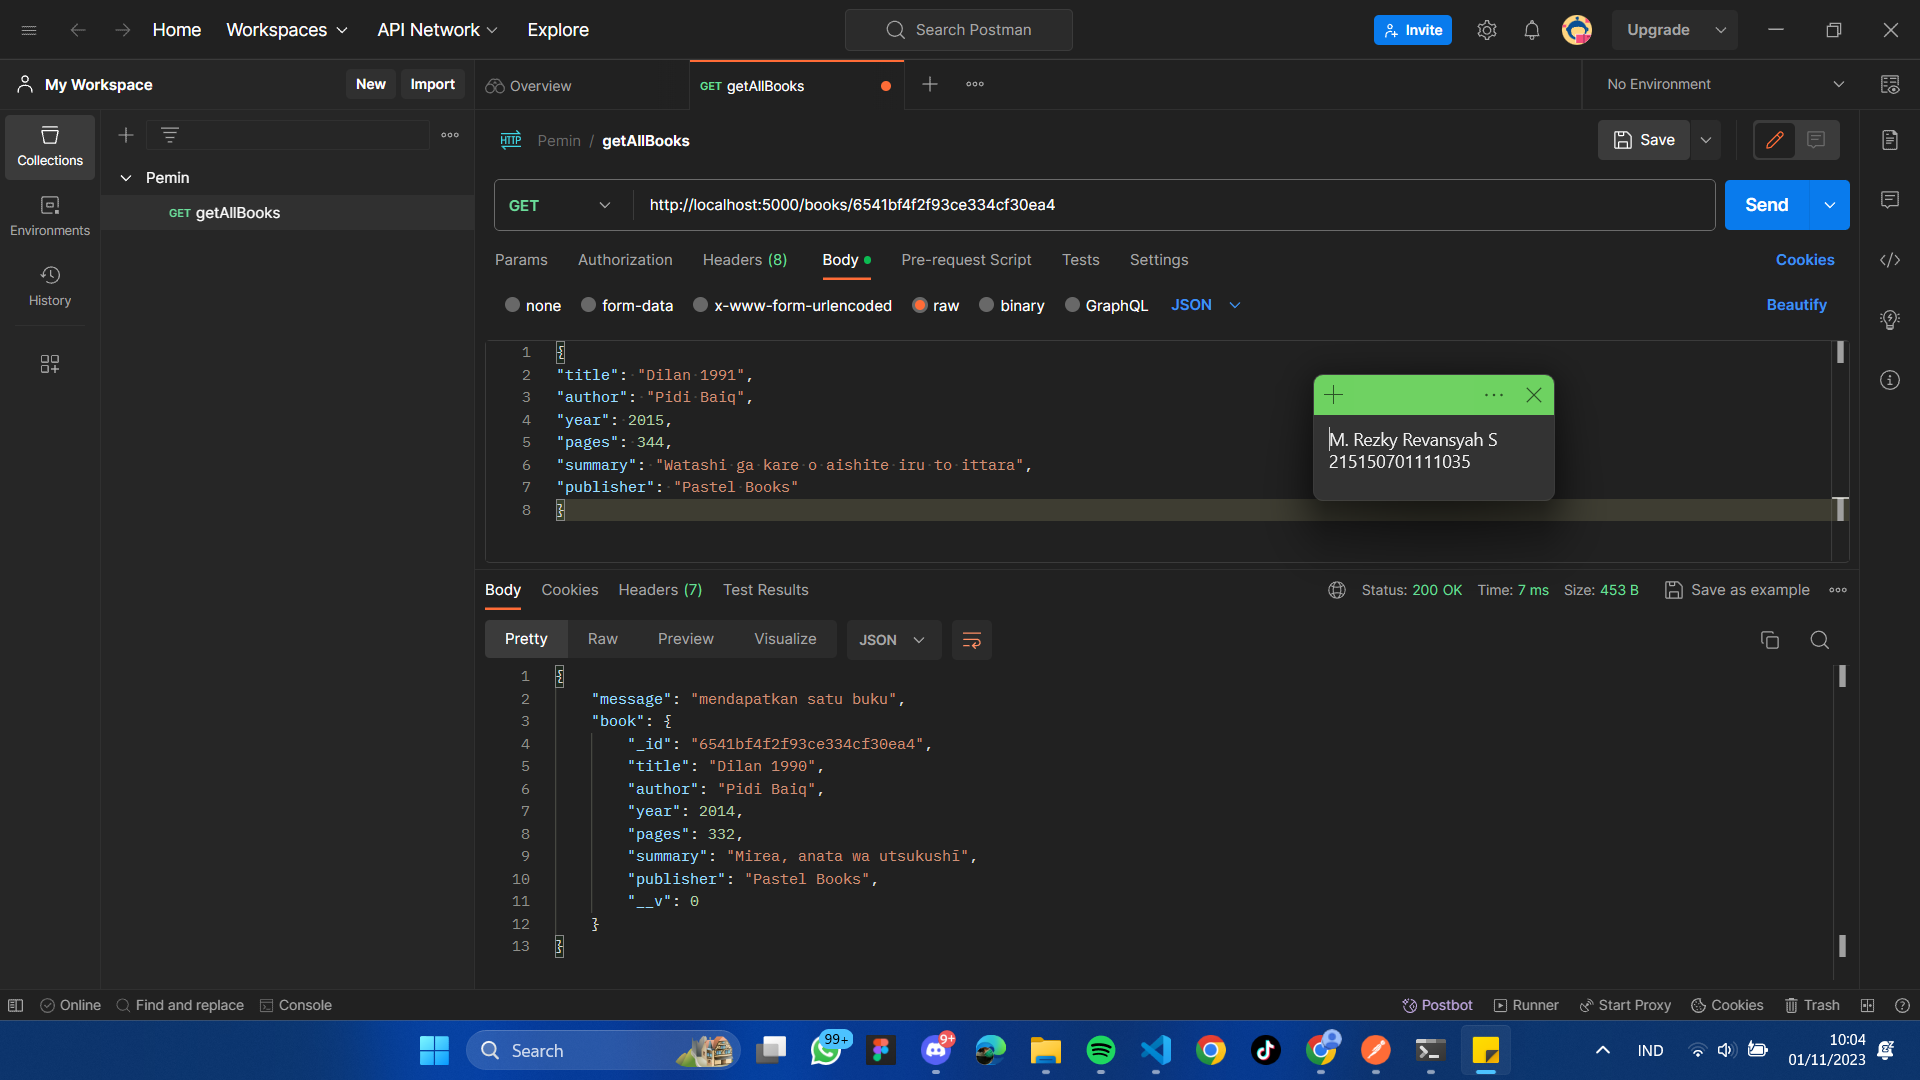 Home Workspaces API Network Explore Search Postman Invite Upgrade
My Workspace New Import Overview GET getAllBooks No Environment
HTTP Pemin / getAllBooks Save
Collections
Pemin
GET getAllBooks
Environments
History
GET http://localhost:5000/books/6541bf4f2f93ce334cf30ea4 Send
Params Authorization Headers (8) Body Pre-request Script Tests Settings Cookies
none form-data x-www-form-urlencoded raw binary GraphQL JSON Beautify
1 {
2 "title": "Dilan 1991",
3 "author": "Pidi Baiq",
4 "year": 2015,
5 "pages": 344,
6 "summary": "Watashi ga kare o aishite iru to ittara",
7 "publisher": "Pastel Books"
8 }
M. Rezky Revansyah S
215150701111035
Body Cookies Headers (7) Test Results Status: 200 OK Time: 7 ms Size: 453 B Save as example
Pretty Raw Preview Visualize JSON
1 {
2 "message": "mendapatkan satu buku",
3 "book": {
4 "_id": "6541bf4f2f93ce334cf30ea4",
5 "title": "Dilan 1990",
6 "author": "Pidi Baiq",
7 "year": 2014,
8 "pages": 332,
9 "summary": "Mirea, anata wa utsukushī",
10 "publisher": "Pastel Books",
11 "__v": 0
12 }
13 }
Online Find and replace Console Postbot Runner Start Proxy Cookies Trash
Search 99+ 9+ IND 10:04
01/11/2023